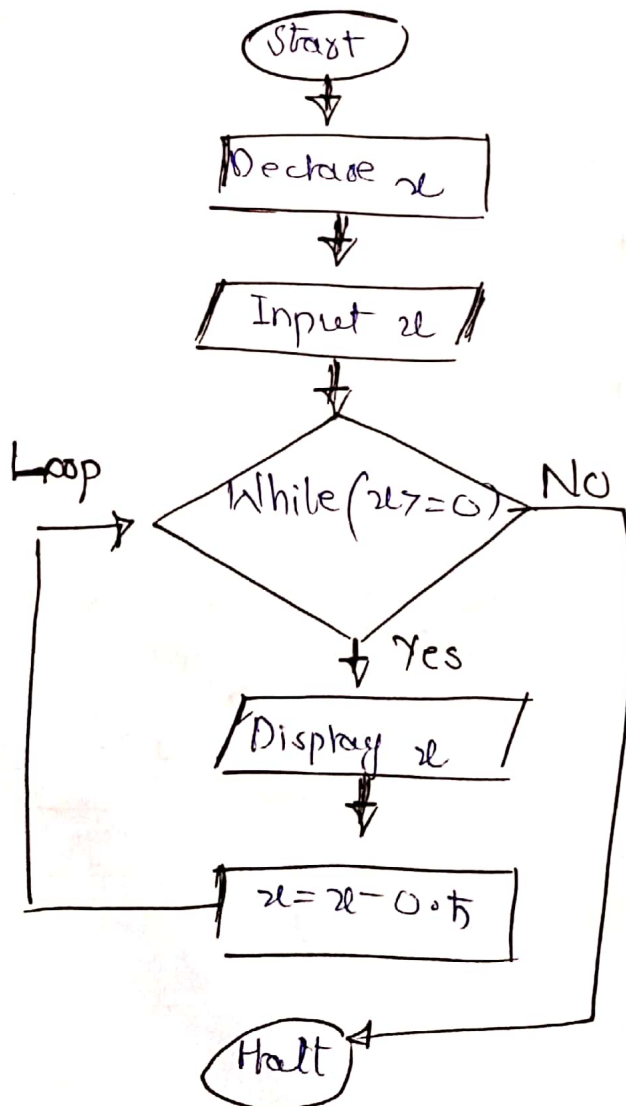 Start
Declare x
Input x
Loop
While(x>=0)
NO
Yes
Display x
x=x-0.5
Halt